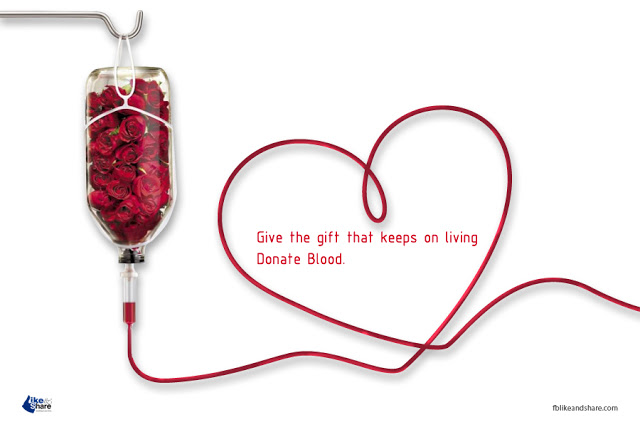 Give the gift that keeps on living
Donate Blood.
Like
Share
fblikeandshare.com